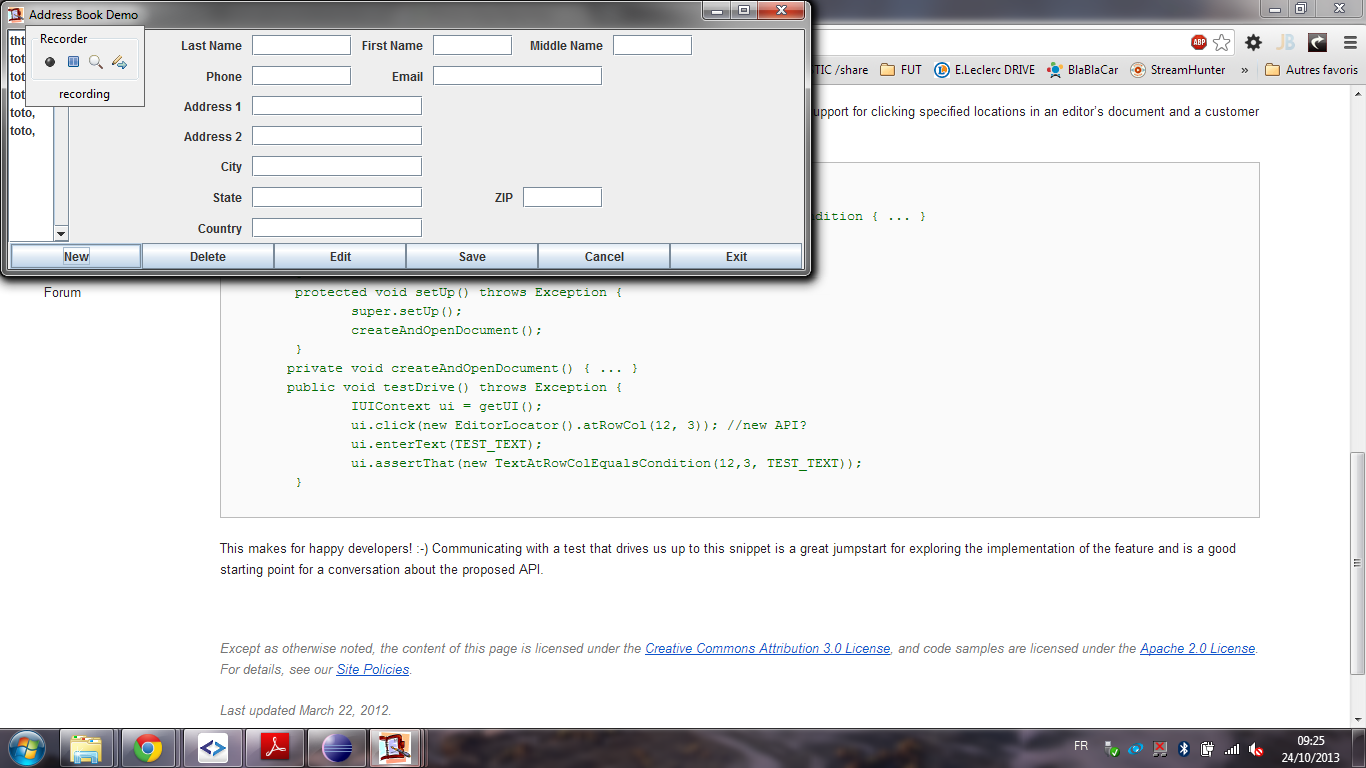 Address Book Demo
Recorder
recording
toto,
toto,
Last Name
First Name
Middle Name
Phone
Email
Address 1
Address 2
City
State
ZIP
Country
New
Delete
Edit
Save
Cancel
Exit
ABP
JB
TIC /share
FUT
E.Leclerc DRIVE
BlaBlaCar
StreamHunter
»
Autres favoris
upport for clicking specified locations in an editor's document and a customer
dition { ... }
Forum
protected void setUp() throws Exception {
super.setUp();
createAndOpenDocument();
}
private void createAndOpenDocument() { ... }
public void testDrive() throws Exception {
IUIContext ui = getUI();
ui.click(new EditorLocator().atRowCol(12, 3)); //new API?
ui.enterText(TEST_TEXT);
ui.assertThat(new TextAtRowColEqualsCondition(12,3, TEST_TEXT));
}
This makes for happy developers! :-) Communicating with a test that drives us up to this snippet is a great jumpstart for exploring the implementation of the feature and is a good
starting point for a conversation about the proposed API.
Except as otherwise noted, the content of this page is licensed under the Creative Commons Attribution 3.0 License, and code samples are licensed under the Apache 2.0 License.
For details, see our Site Policies.
Last updated March 22, 2012.
FR
09:25
24/10/2013